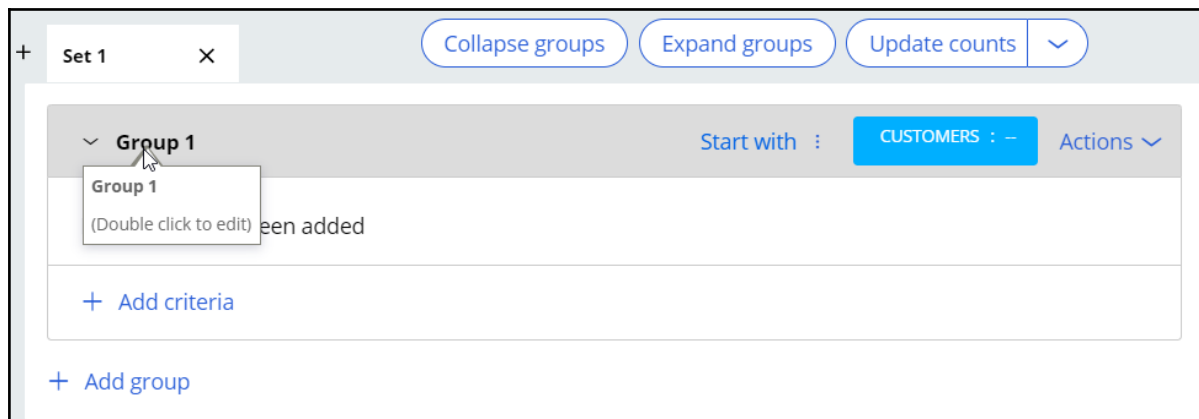 + Set 1 ×
Collapse groups Expand groups Update counts
Group 1 Start with CUSTOMERS : -- Actions
Group 1
(Double click to edit)
een added
+ Add criteria
+ Add group